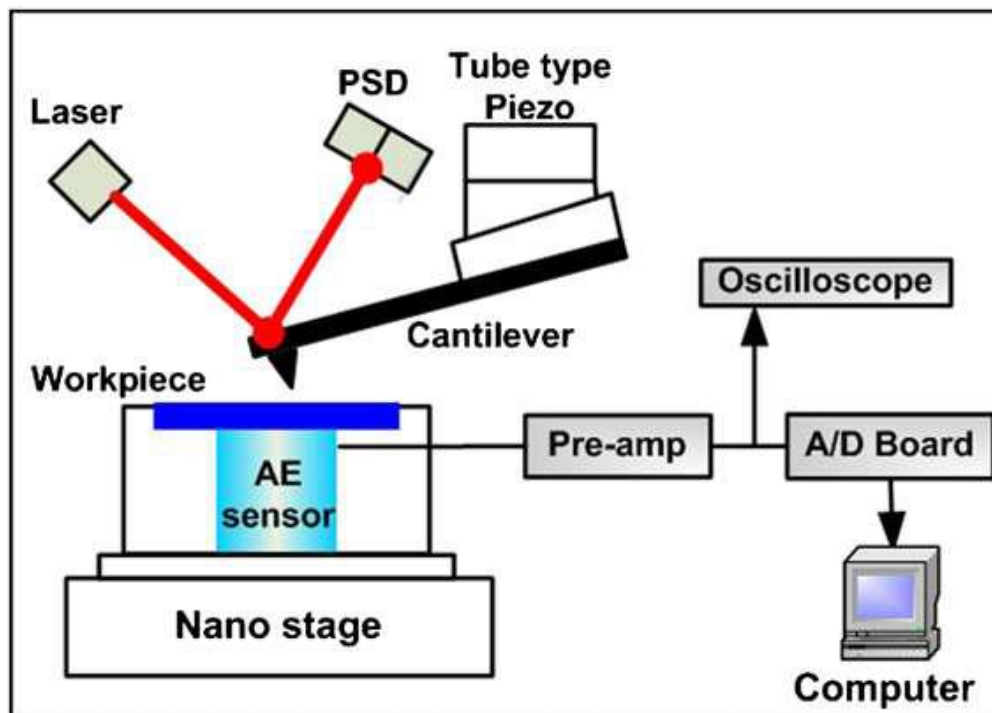 Tube type
Piezo
PSD
Laser
Oscilloscope
Cantilever
Workpiece
Pre-amp
A/D Board
AE
sensor
Nano stage
Computer